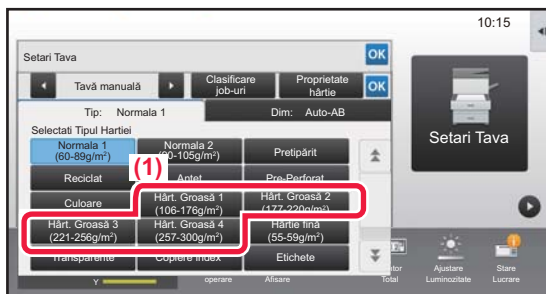 10:15
Setari Tava
OK
Tavă manuală
Clasificare
job-uri
Proprietate
hârtie
OK
Tip: Normala 1
Dim: Auto-AB
Selectati Tipul Hartiei
Normala 1
(60-89g/m²)
Normala 2
(90-105g/m²)
Pretipărit
Reciclat
(1)
Antet
Pre-Perforat
Culoare
Hârt. Groasă 1
(106-176g/m²)
Hârt. Groasă 2
(177-220g/m²)
Hârt. Groasă 3
(221-256g/m²)
Hârt. Groasă 4
(257-300g/m²)
Hârtie fină
(55-59g/m²)
Transparente
Copiere Index
Etichete
Setari Tava
Y
operare
Afisare
Total
Ajustare
Luminozitate
Stare
Lucrare